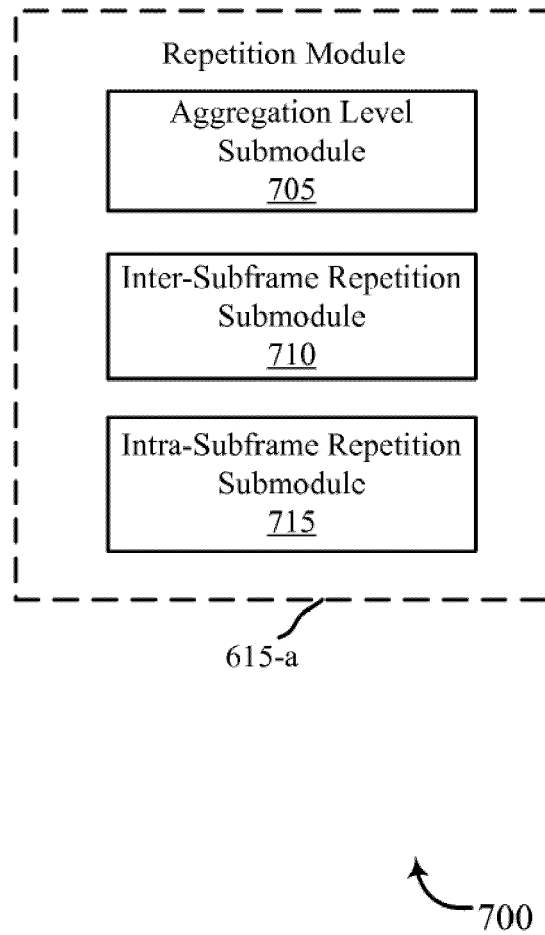 Repetition Module
Aggregation Level
Submodule
705
Inter-Subframe Repetition
Submodule
710
Intra-Subframe Repetition
Submodule
715
615-a
700